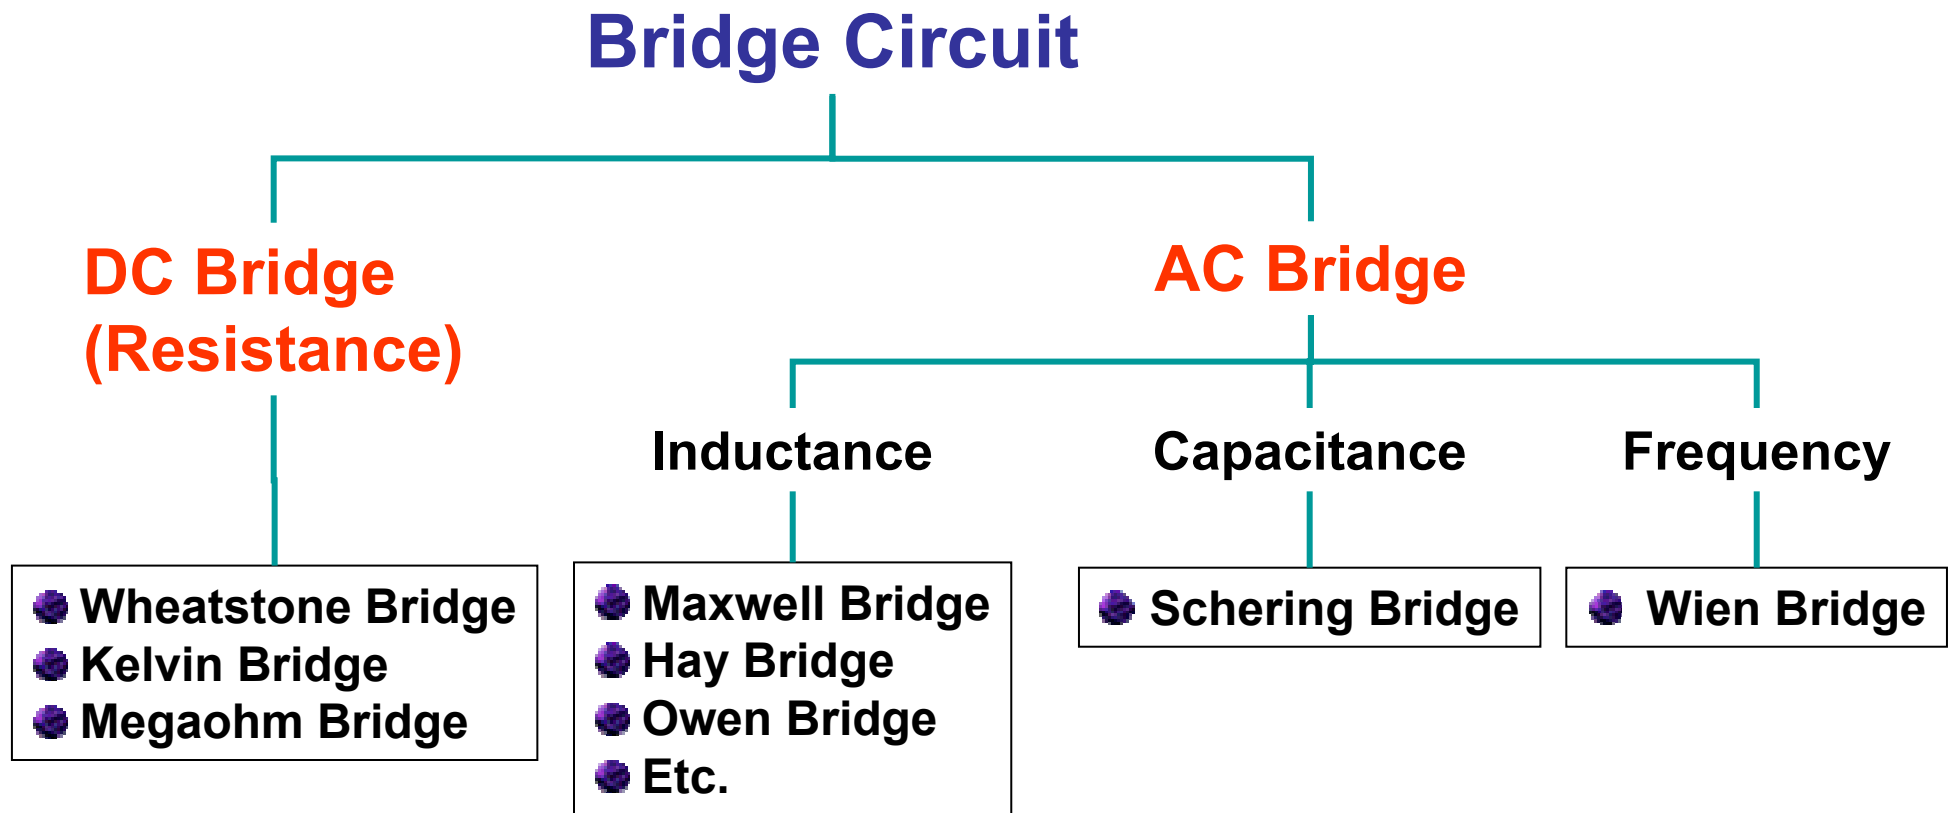 Bridge Circuit
DC Bridge
(Resistance)
AC Bridge
Inductance
Capacitance
Frequency
Wheatstone Bridge
Kelvin Bridge
Megaohm Bridge
Maxwell Bridge
Hay Bridge
Owen Bridge
Etc.
Schering Bridge
Wien Bridge